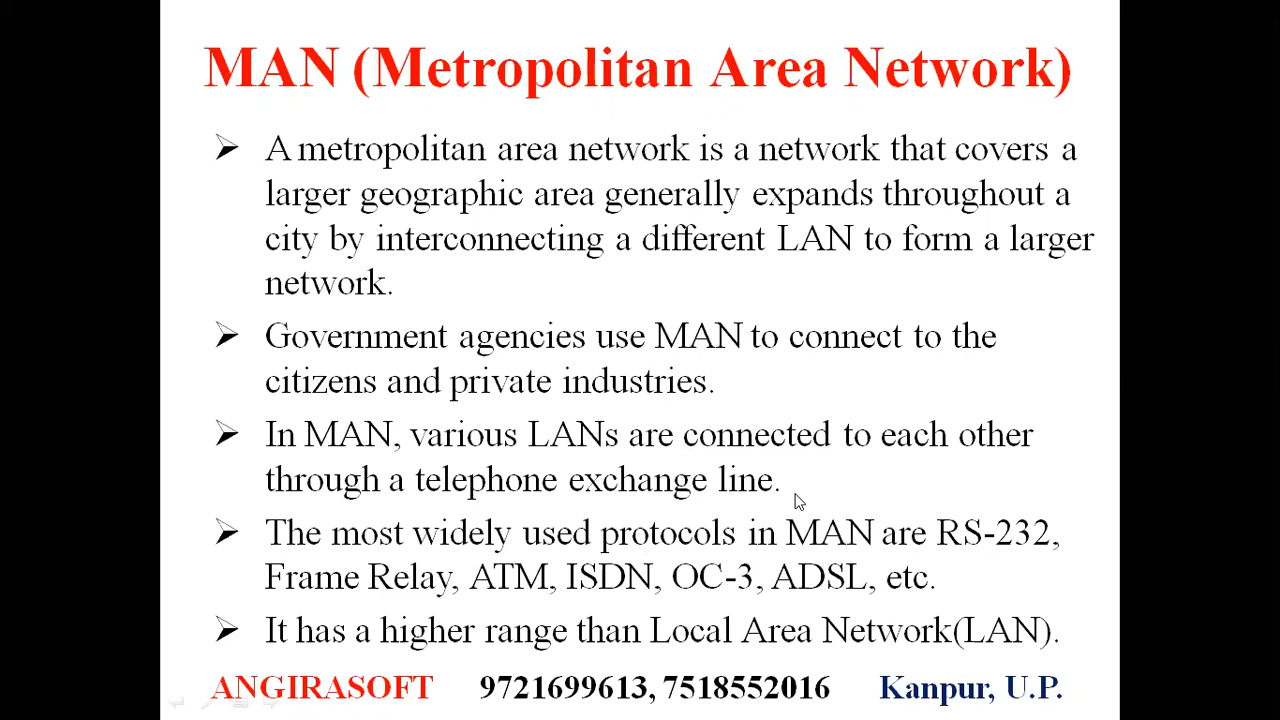 MAN (Metropolitan Area Network)
➢ A metropolitan area network is a network that covers a
larger geographic area generally expands throughout a
city by interconnecting a different LAN to form a larger
network.
➢ Government agencies use MAN to connect to the
citizens and private industries.
➢ In MAN, various LANs are connected to each other
through a telephone exchange line.
➢ The most widely used protocols in MAN are RS-232,
Frame Relay, ATM, ISDN, OC-3, ADSL, etc.
➢ It has a higher range than Local Area Network(LAN).
ANGIRASOFT 9721699613, 7518552016 Kanpur, U.P.